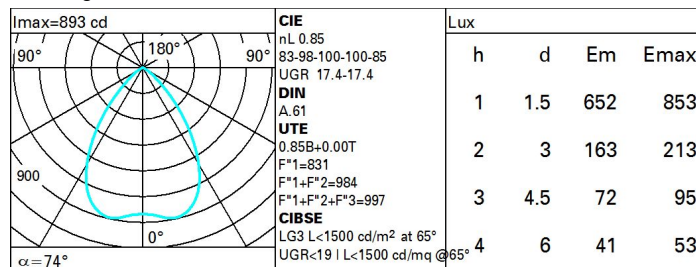 Imax=893 cd
90° 180° 90°
900
0°
α=74°
CIE
nL 0.85
83-98-100-100-85
UGR 17.4-17.4
DIN
A.61
UTE
0.85B+0.00T
F"1=831
F"1+F"2=984
F"1+F"2+F"3=997
CIBSE
LG3 L<1500 cd/m² at 65°
UGR<19 | L<1500 cd/mq @65°
Lux
h d Em Emax
1 1.5 652 853
2 3 163 213
3 4.5 72 95
4 6 41 53